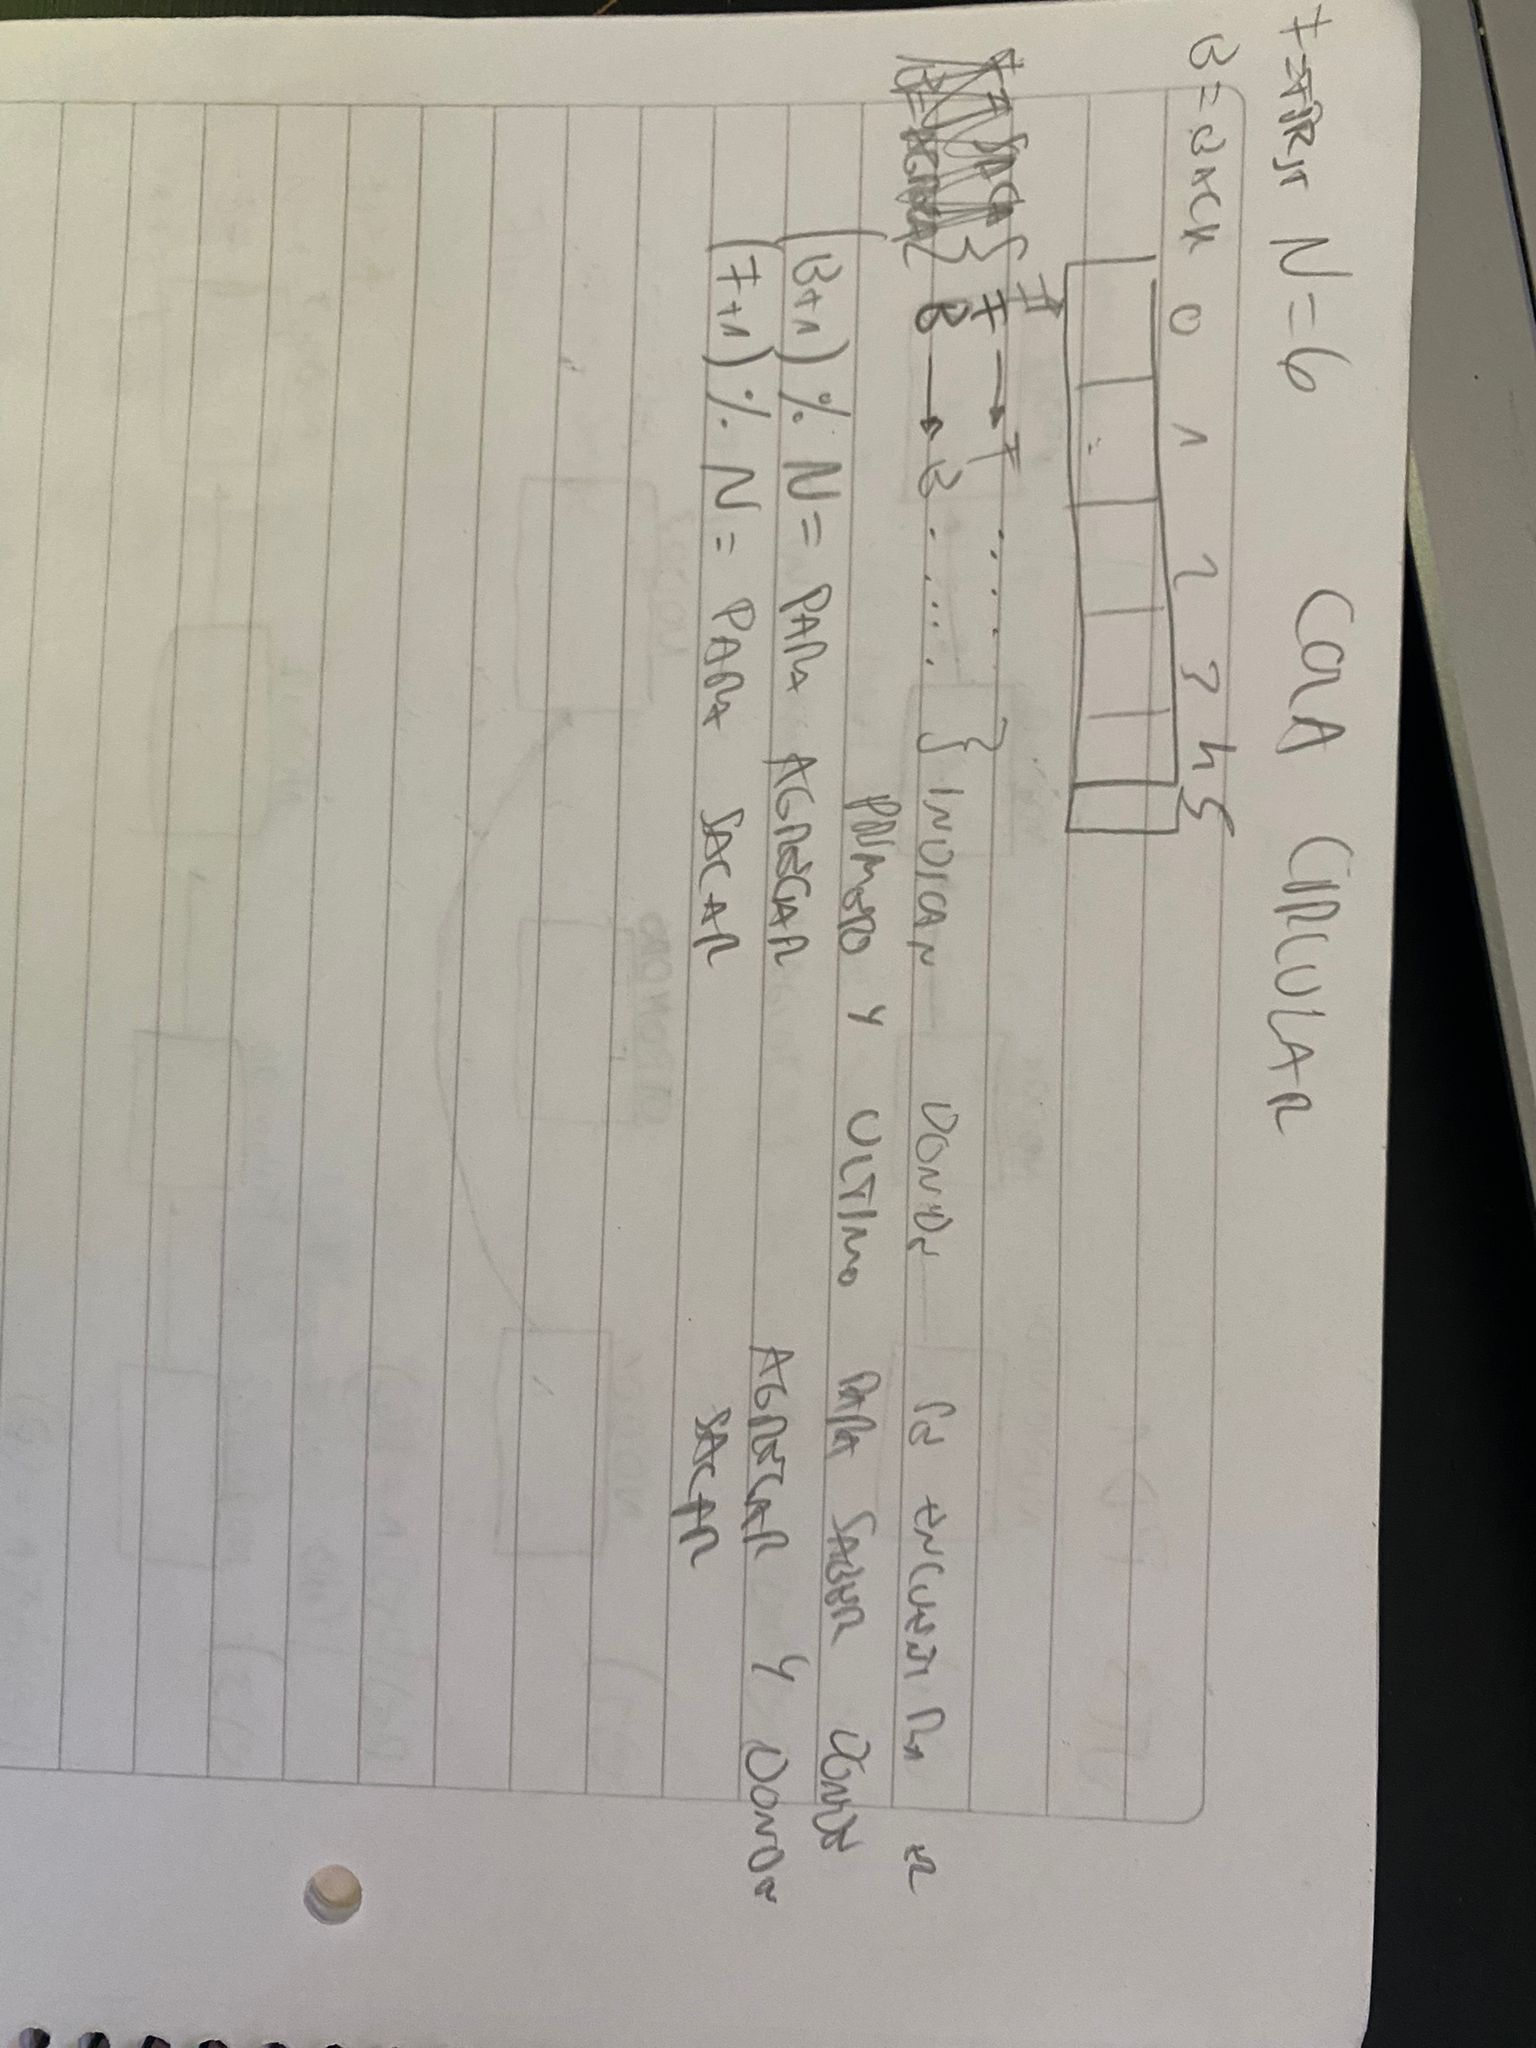 F=FIRST N=6 COLA CIRCULAR
B=BACK
0 1 2 3 4 5
F F ..... } INDICAN DONDE SE ENCUENTRA EL
B B ..... PRIMERO Y ULTIMO PARA SABER DONDE
AGREGAR Y DONDE
SACAR
(B+1) % N = PARA AGREGAR
(F+1) % N = PARA SACAR